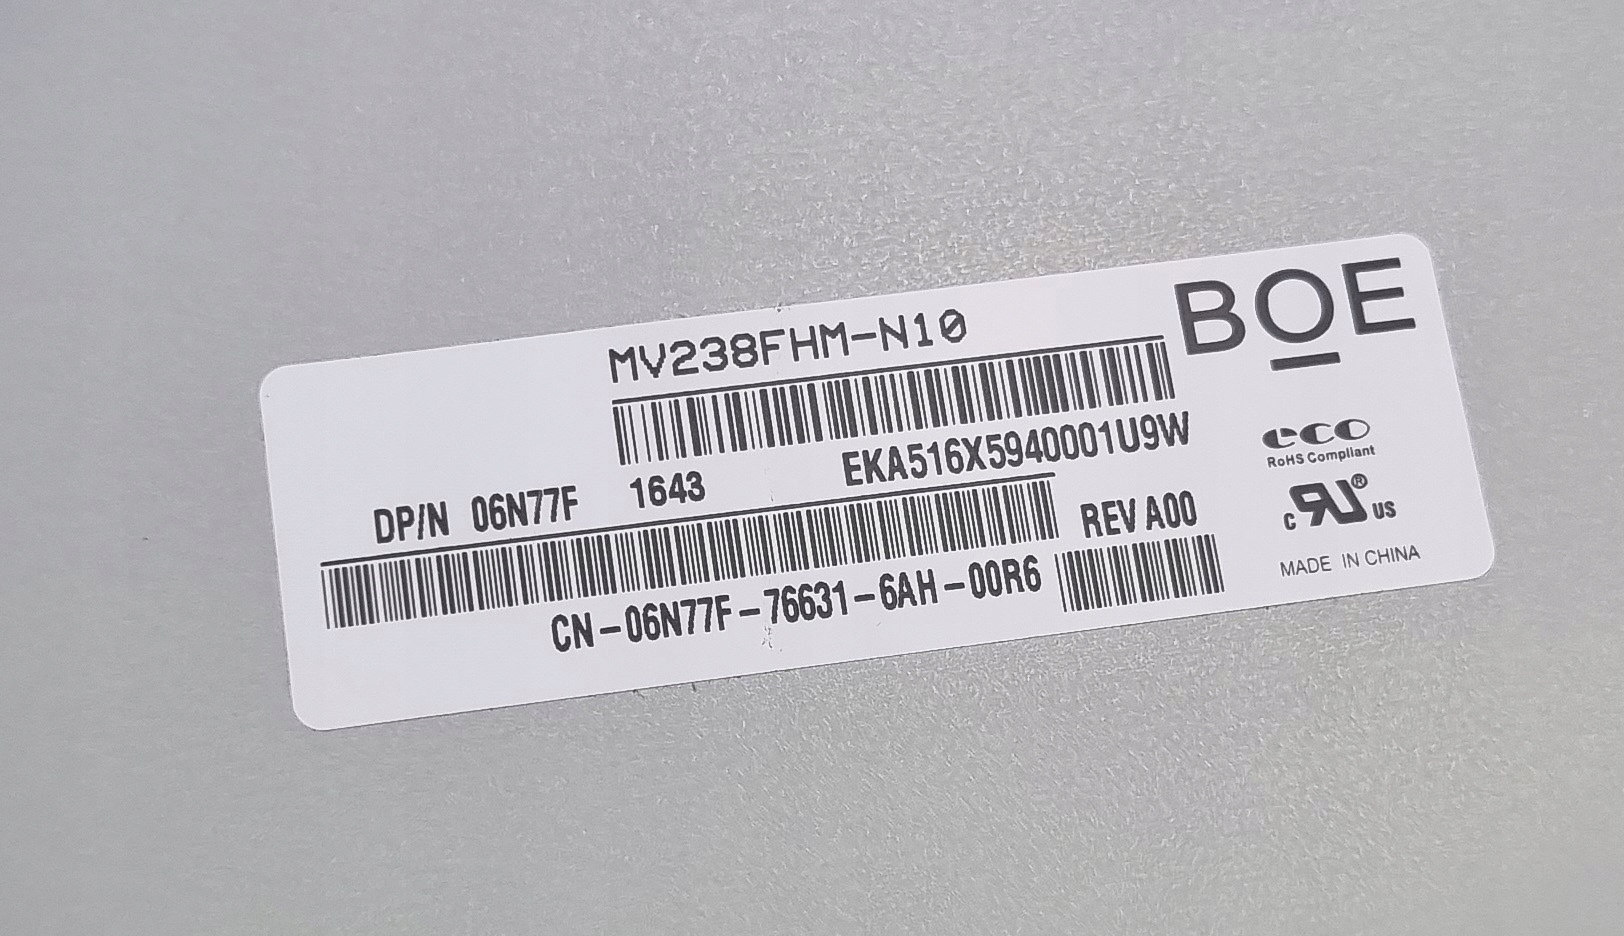 MV238FHM-N10
BOE
1643 EKA516X5940001U9W
DP/N 06N77F
REV A00
CN-06N77F-76631-6AH-00R6
eco
RoHS Compliant
c RU® US
MADE IN CHINA